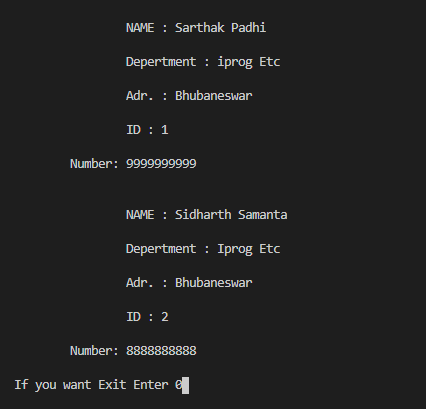 NAME : Sarthak Padhi
Depertment : iprog Etc
Adr. : Bhubaneswar
ID : 1
Number: 9999999999
NAME : Sidharth Samanta
Depertment : Iprog Etc
Adr. : Bhubaneswar
ID : 2
Number: 8888888888
If you want Exit Enter 0